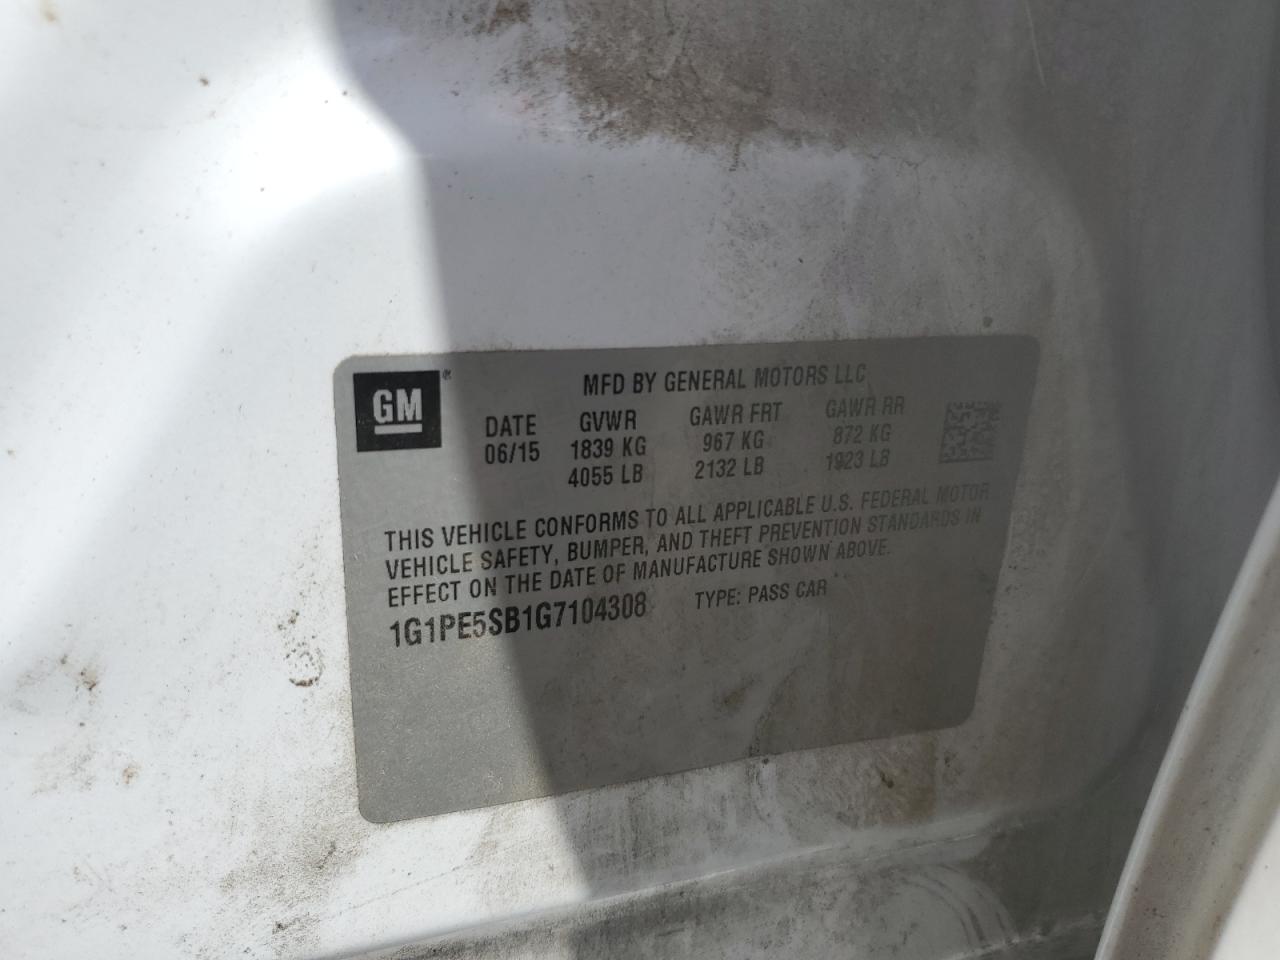 GM®
MFD BY GENERAL MOTORS LLC
DATE GVWR GAWR FRT GAWR RR
06/15 1839 KG 967 KG 872 KG
4055 LB 2132 LB 1923 LB
THIS VEHICLE CONFORMS TO ALL APPLICABLE U.S. FEDERAL MOTOR
VEHICLE SAFETY, BUMPER, AND THEFT PREVENTION STANDARDS IN
EFFECT ON THE DATE OF MANUFACTURE SHOWN ABOVE.
1G1PE5SB1G7104308 TYPE: PASS CAR